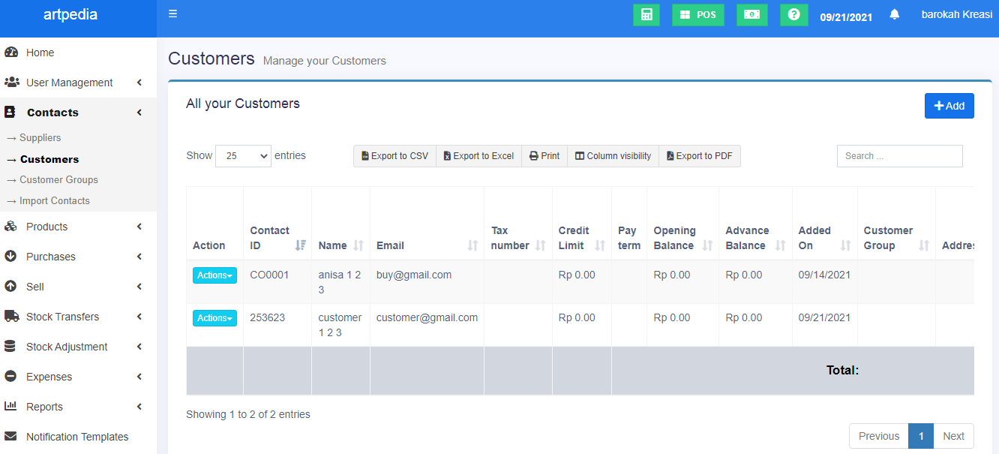 artpedia
POS
09/21/2021
barokah Kreasi
Home
User Management
Contacts
→ Suppliers
→ Customers
→ Customer Groups
→ Import Contacts
Products
Purchases
Sell
Stock Transfers
Stock Adjustment
Expenses
Reports
Notification Templates
Customers Manage your Customers
All your Customers
Add
Show 25 entries
Export to CSV
Export to Excel
Print
Column visibility
Export to PDF
Search ...
Action
Contact
ID
Name
Email
Tax
number
Credit
Limit
Pay
term
Opening
Balance
Advance
Balance
Added
On
Customer
Group
Addres
Actions
CO0001
anisa 1 2
3
buy@gmail.com
Rp 0.00
Rp 0.00
Rp 0.00
09/14/2021
Actions
253623
customer
1 2 3
customer@gmail.com
Rp 0.00
Rp 0.00
Rp 0.00
09/21/2021
Total:
Showing 1 to 2 of 2 entries
Previous
1
Next